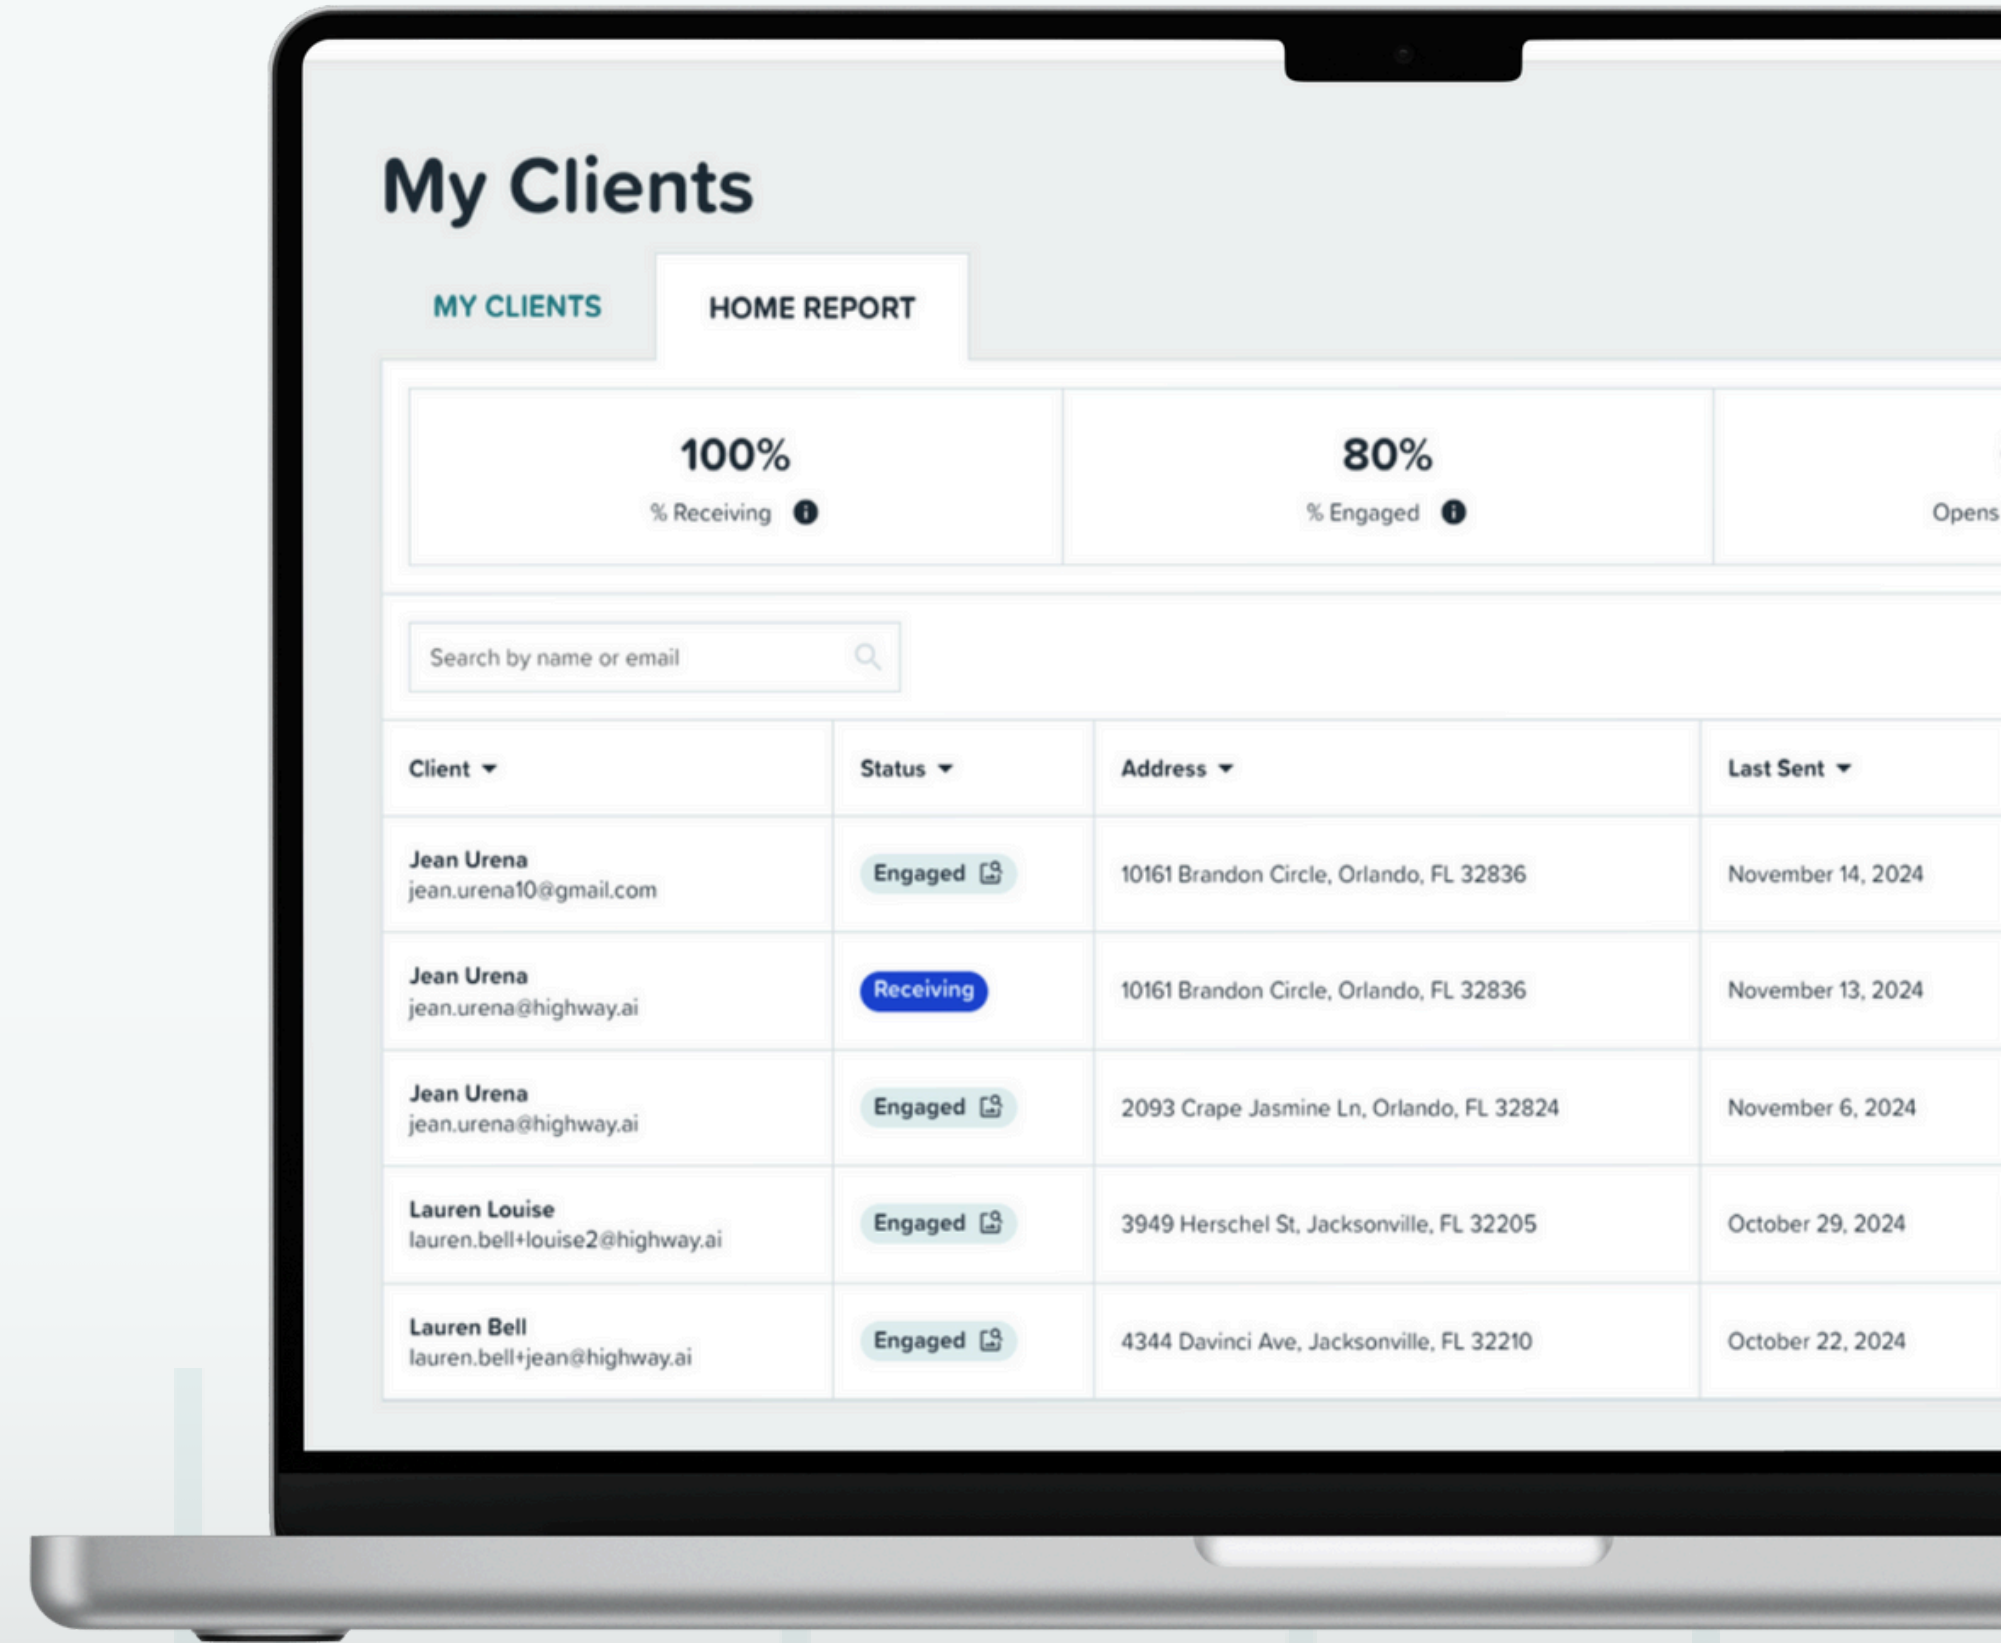 My Clients
MY CLIENTS
HOME REPORT
100%
% Receiving
80%
% Engaged
Opens
Search by name or email
Client
Status
Address
Last Sent
Jean Urena
jean.urena10@gmail.com
Engaged
10161 Brandon Circle, Orlando, FL 32836
November 14, 2024
Jean Urena
jean.urena@highway.ai
Receiving
10161 Brandon Circle, Orlando, FL 32836
November 13, 2024
Jean Urena
jean.urena@highway.ai
Engaged
2093 Crape Jasmine Ln, Orlando, FL 32824
November 6, 2024
Lauren Louise
lauren.bell+louise2@highway.ai
Engaged
3949 Herschel St, Jacksonville, FL 32205
October 29, 2024
Lauren Bell
lauren.bell+jean@highway.ai
Engaged
4344 Davinci Ave, Jacksonville, FL 32210
October 22, 2024